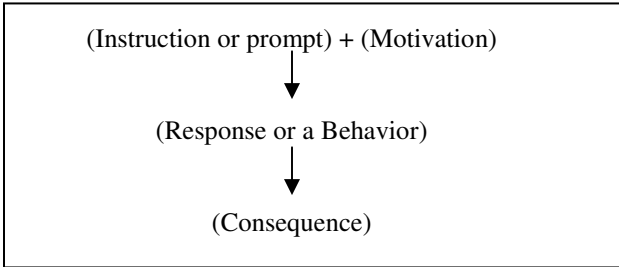 (Instruction or prompt) + (Motivation)
(Response or a Behavior)
(Consequence)